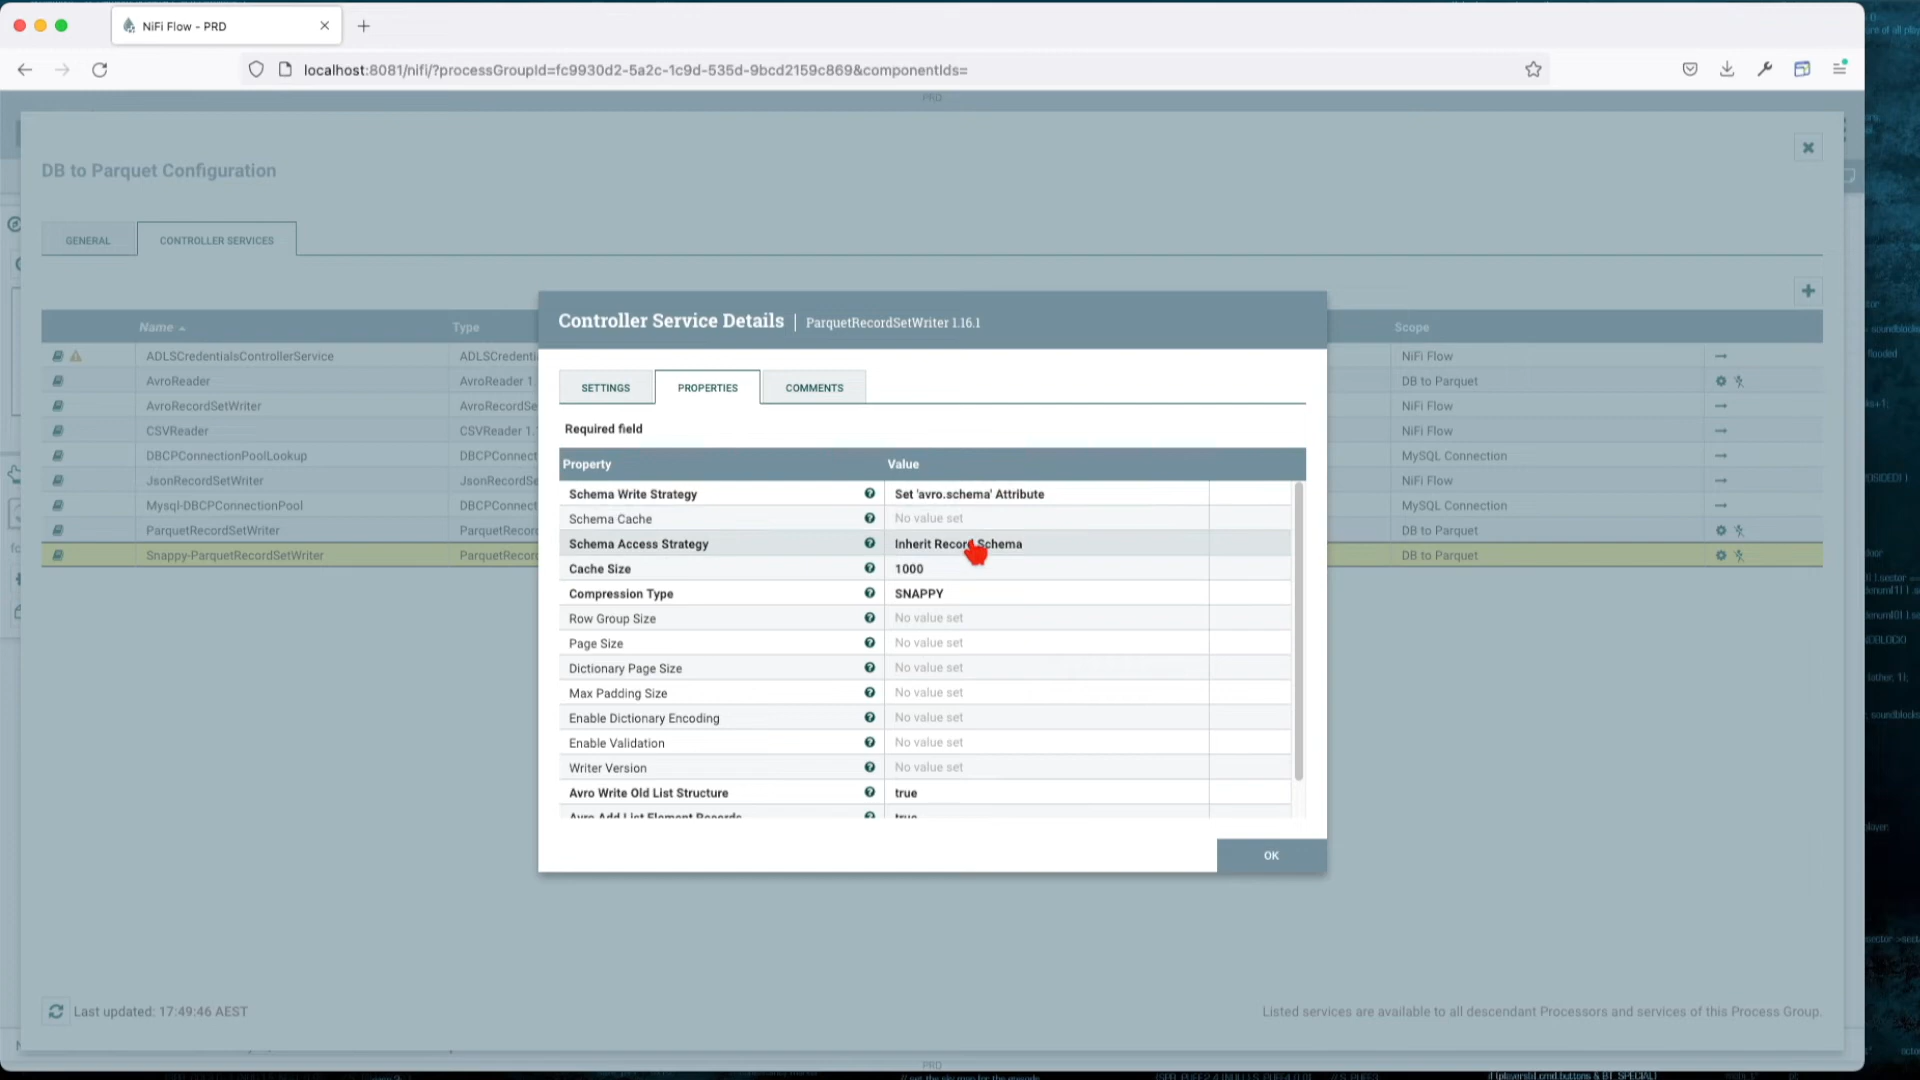 NiFi Flow - PRD
localhost:8081/nifi/?processGroupId=fc9930d2-5a2c-1c9d-535d-9bcd2159c869&componentIds=
PRD
DB to Parquet Configuration
GENERAL
CONTROLLER SERVICES
Name Type Scope
ADLSCredentialsControllerService ADLSCredenti NiFi Flow
AvroReader AvroReader 1. DB to Parquet
AvroRecordSetWriter AvroRecordSe NiFi Flow
CSVReader CSVReader 1. NiFi Flow
DBCPConnectionPoolLookup DBCPConnect MySQL Connection
JsonRecordSetWriter JsonRecordSe NiFi Flow
Mysql-DBCPConnectionPool DBCPConnect MySQL Connection
ParquetRecordSetWriter ParquetRecor DB to Parquet
Snappy-ParquetRecordSetWriter ParquetRecor DB to Parquet
Controller Service Details | ParquetRecordSetWriter 1.16.1
SETTINGS PROPERTIES COMMENTS
Required field
Property Value
Schema Write Strategy Set 'avro.schema' Attribute
Schema Cache No value set
Schema Access Strategy Inherit Record Schema
Cache Size 1000
Compression Type SNAPPY
Row Group Size No value set
Page Size No value set
Dictionary Page Size No value set
Max Padding Size No value set
Enable Dictionary Encoding No value set
Enable Validation No value set
Writer Version No value set
Avro Write Old List Structure true
Avro Add List Element Records true
OK
Last updated: 17:49:46 AEST
Listed services are available to all descendant Processors and services of this Process Group.
PRD